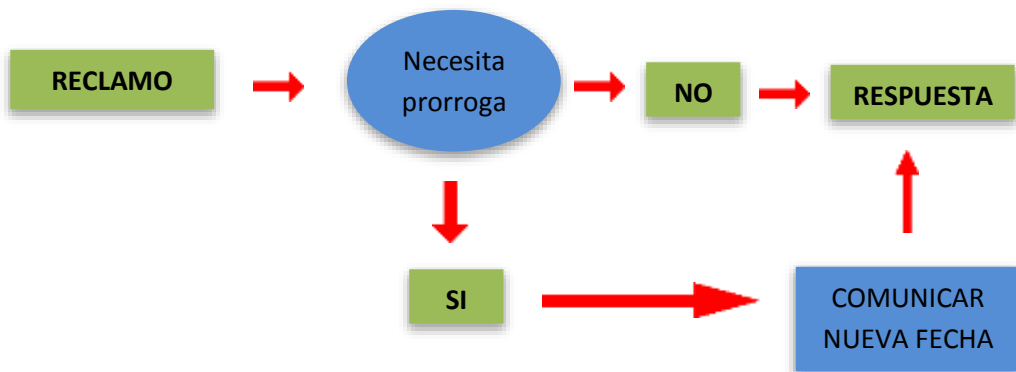 RECLAMO
Necesita
prorroga
NO
RESPUESTA
SI
COMUNICAR
NUEVA FECHA